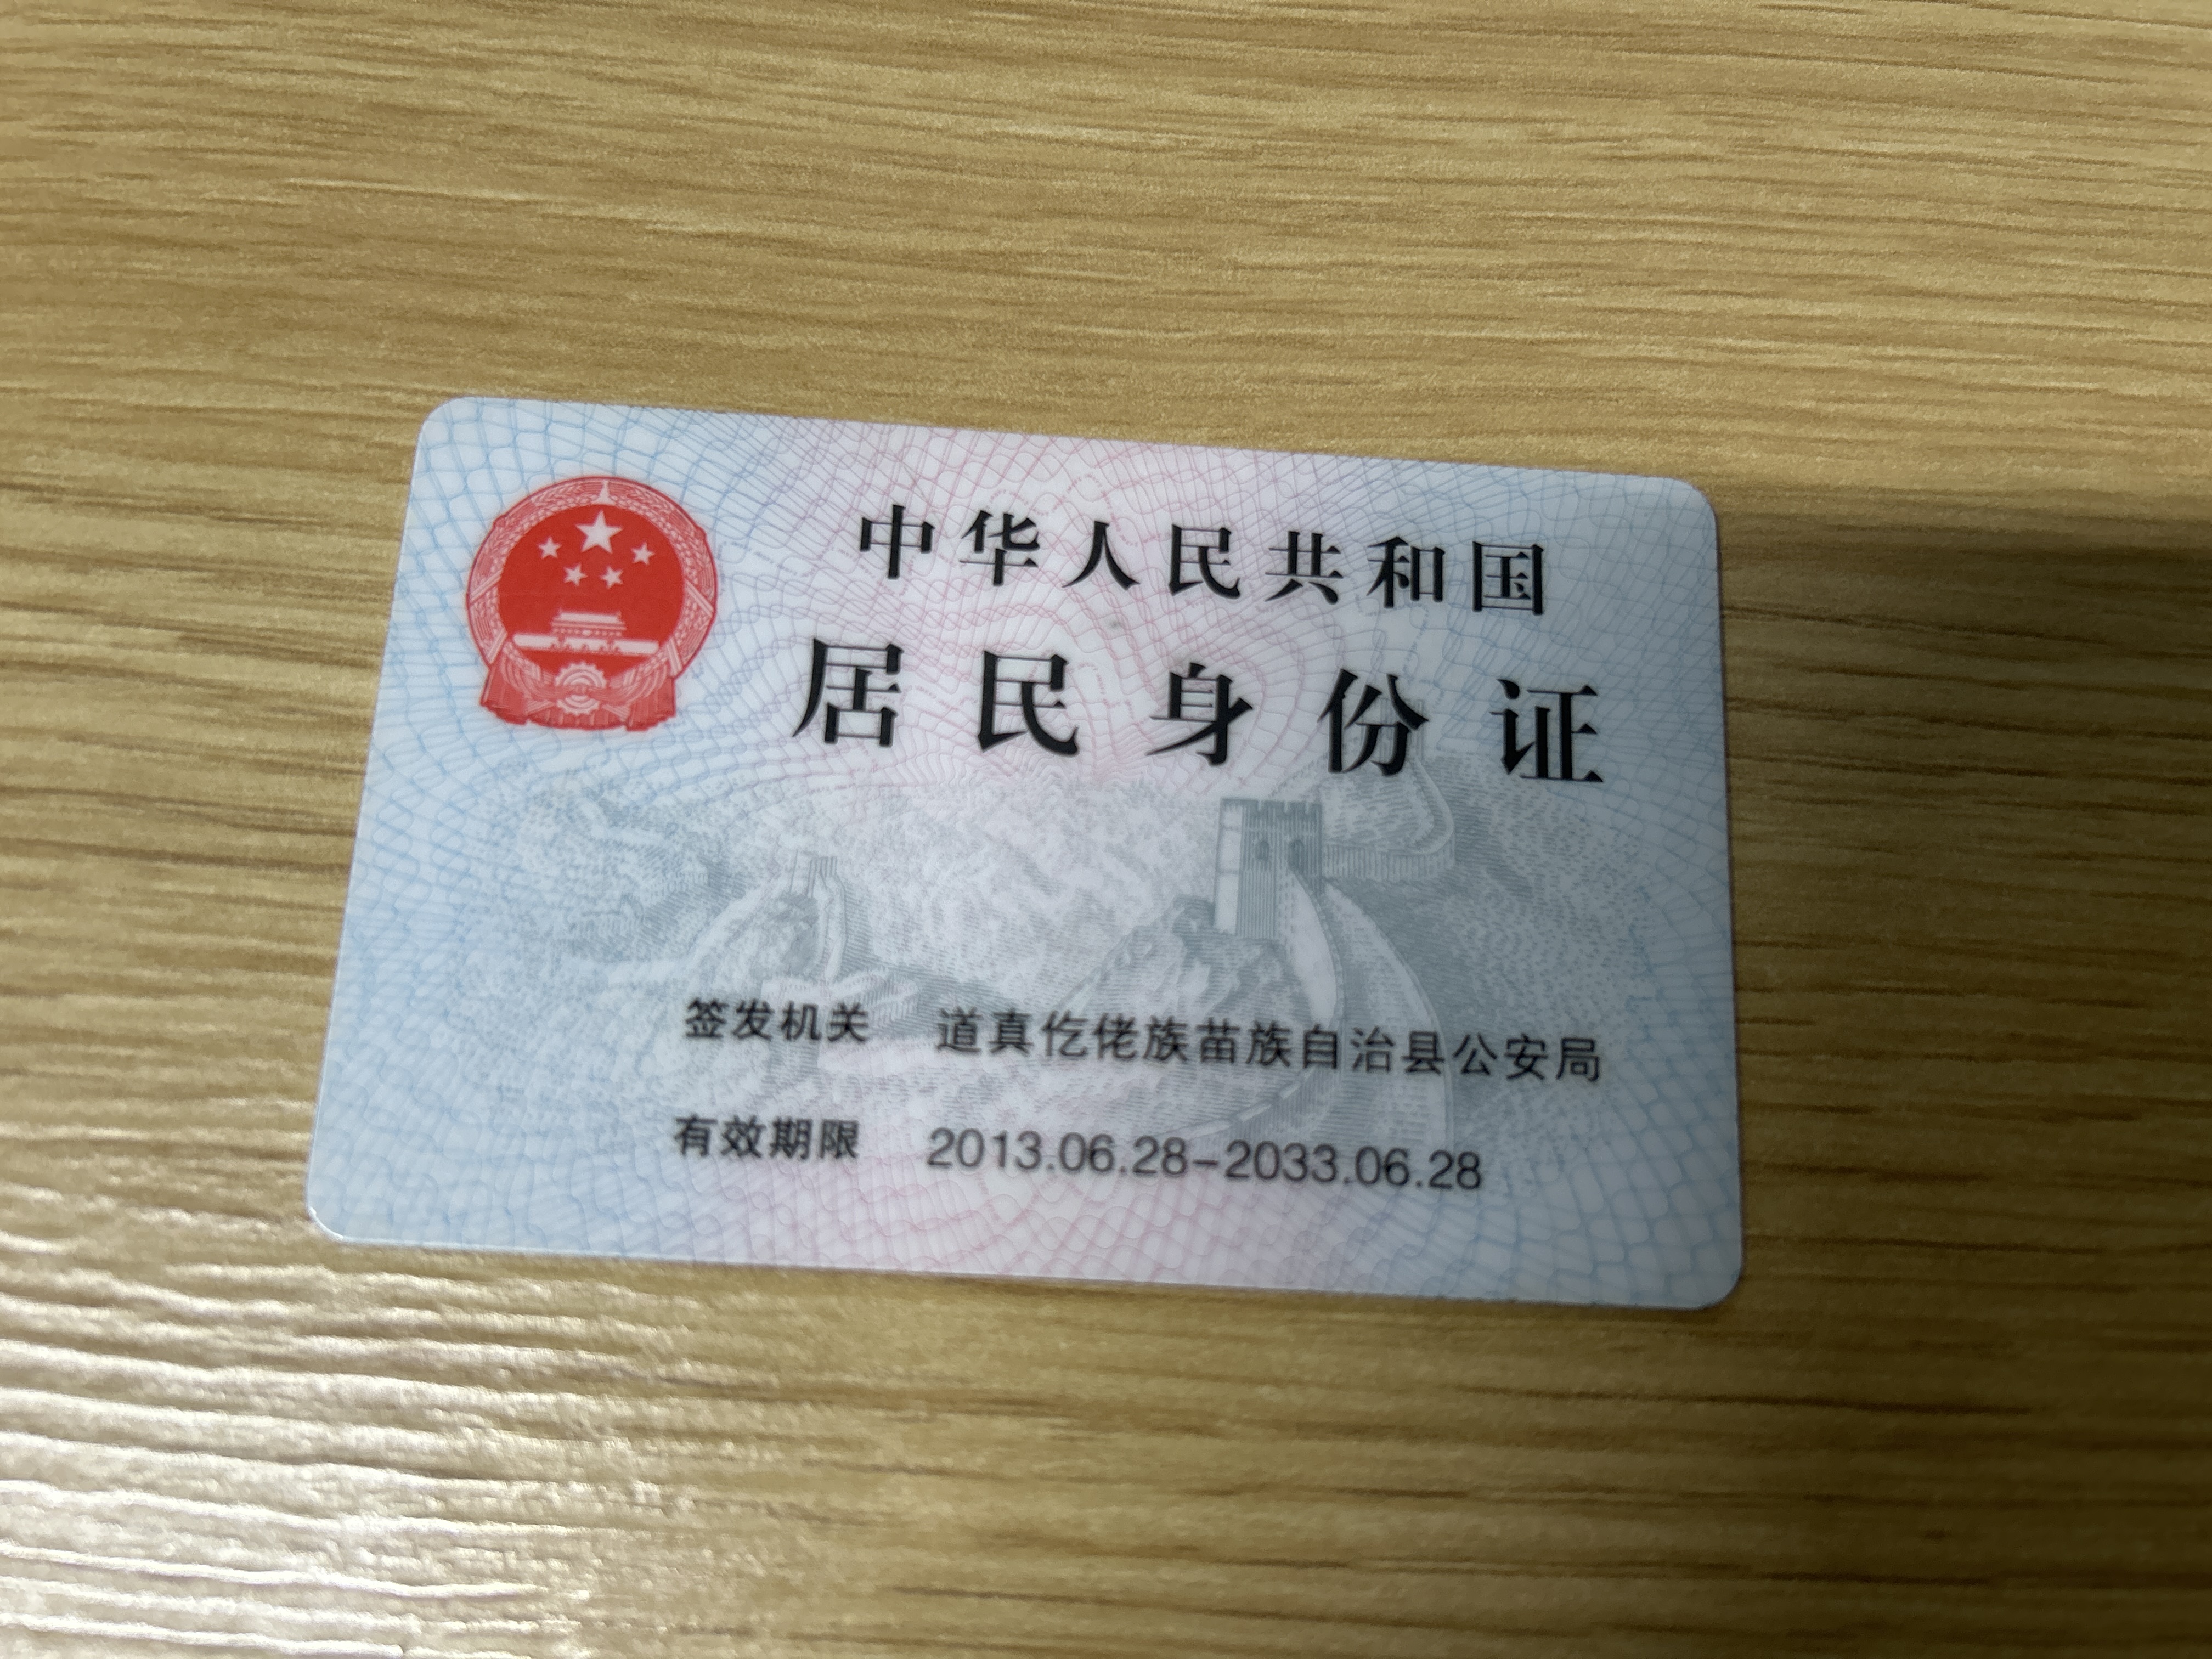 中华人民共和国
居民身份证
签发机关 道真仡佬族苗族自治县公安局
有效期限 2013.06.28-2033.06.28